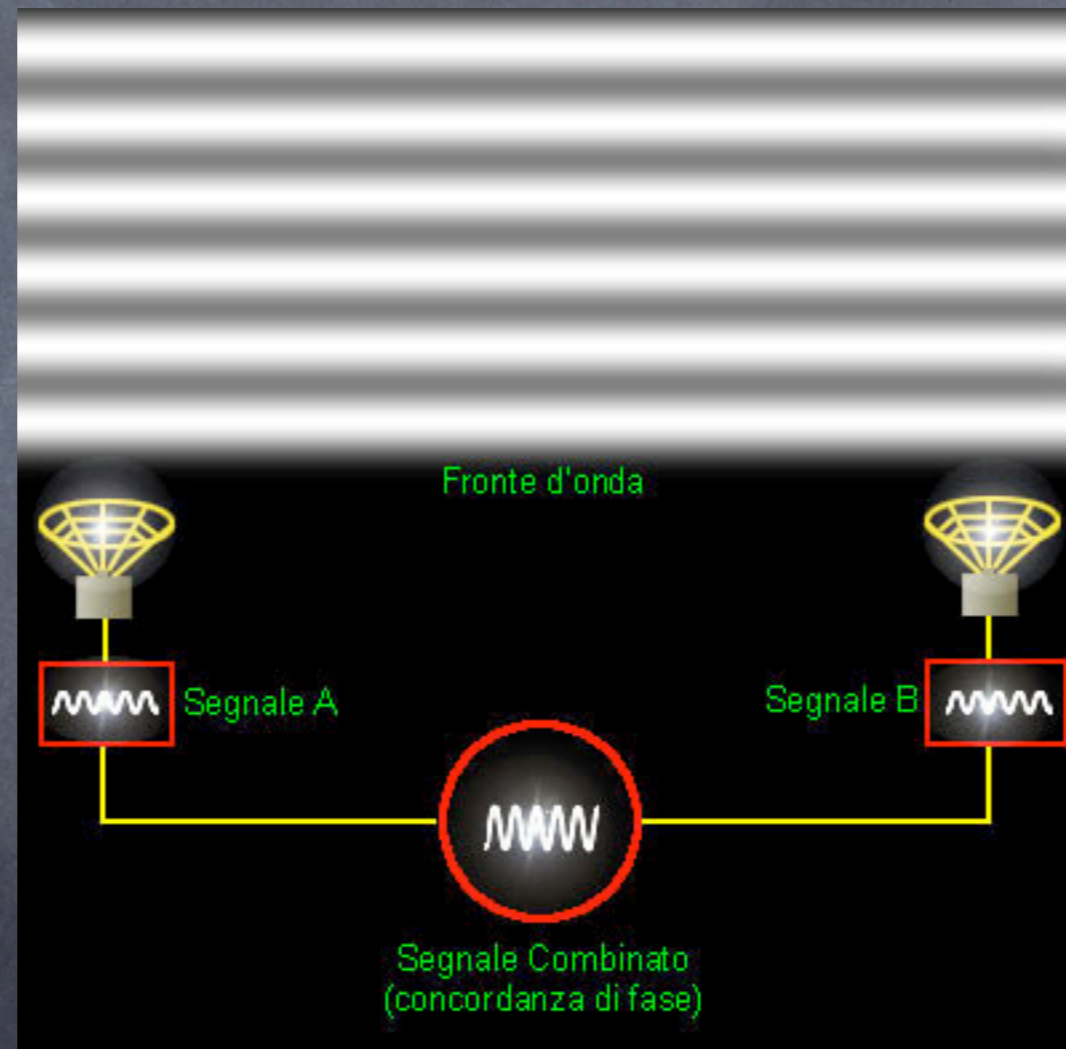 Fronte d'onda
Segnale A
Segnale B
Segnale Combinato
(concordanza di fase)